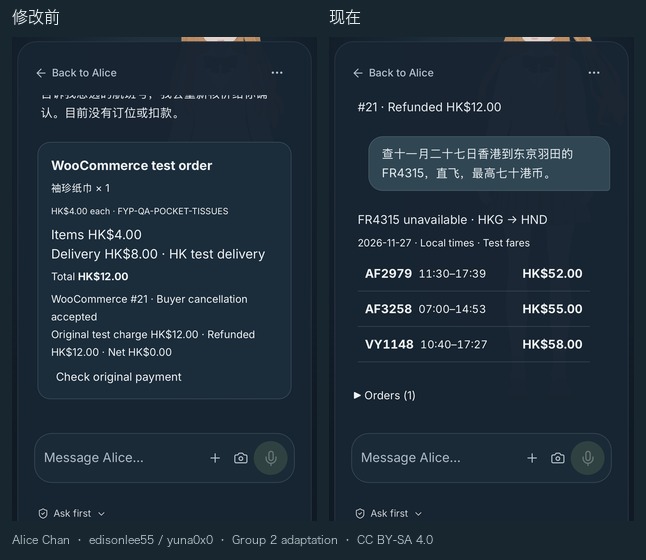 修改前
现在
← Back to Alice
认。目前没有订位或扣款。
WooCommerce test order
袖珍纸巾 × 1
HK$4.00 each · FYP-QA-POCKET-TISSUES
Items HK$4.00
Delivery HK$8.00 · HK test delivery
Total HK$12.00
WooCommerce #21 · Buyer cancellation
accepted
Original test charge HK$12.00 · Refunded
HK$12.00 · Net HK$0.00
Check original payment
Message Alice...
Ask first
← Back to Alice
#21 · Refunded HK$12.00
查十一月二十七日香港到东京羽田的
FR4315，直飞，最高七十港币。
FR4315 unavailable · HKG → HND
2026-11-27 · Local times · Test fares
AF2979 11:30–17:39 HK$52.00
AF3258 07:00–14:53 HK$55.00
VY1148 10:40–17:27 HK$58.00
▶ Orders (1)
Message Alice...
Ask first
Alice Chan · edisonlee55 / yuna0x0 · Group 2 adaptation · CC BY-SA 4.0